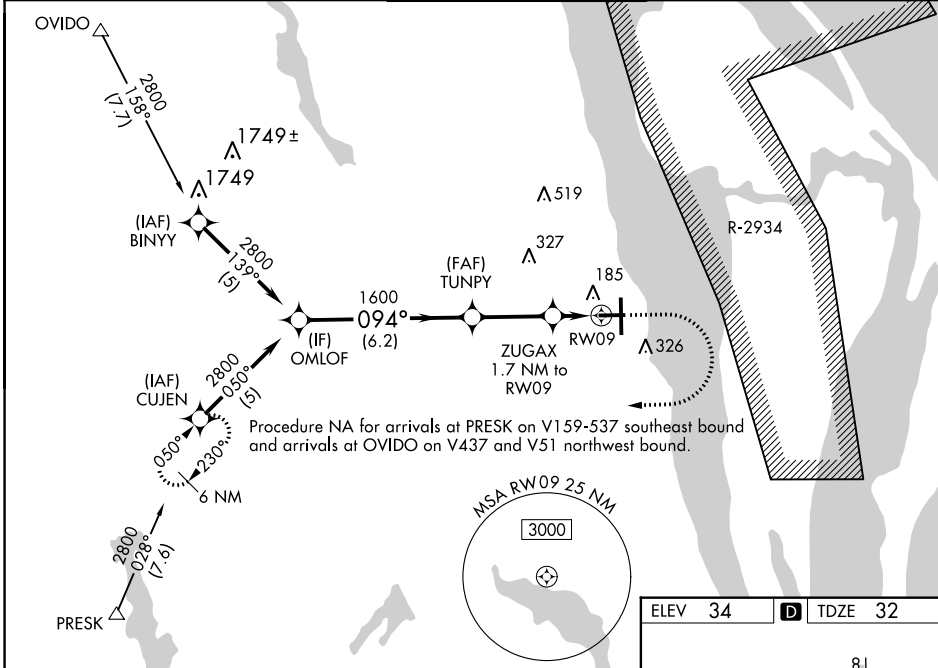 OVIDO
2800
158°
(7.7)
1749±
1749
(IAF)
BINYY
2800
139°
(5)
519
327
(FAF)
TUNPY
185
R-2934
1600
094°
(6.2)
(IF)
OMLOF
ZUGAX
1.7 NM to
RW09
RW09
326
(IAF)
CUJEN
2800
050°
(5)
050°
230°
6 NM
Procedure NA for arrivals at PRESK on V159-537 southeast bound
and arrivals at OVIDO on V437 and V51 northwest bound.
2800
028°
(7.6)
PRESK
MSA RW09 25 NM
3000
ELEV 34 D TDZE 32